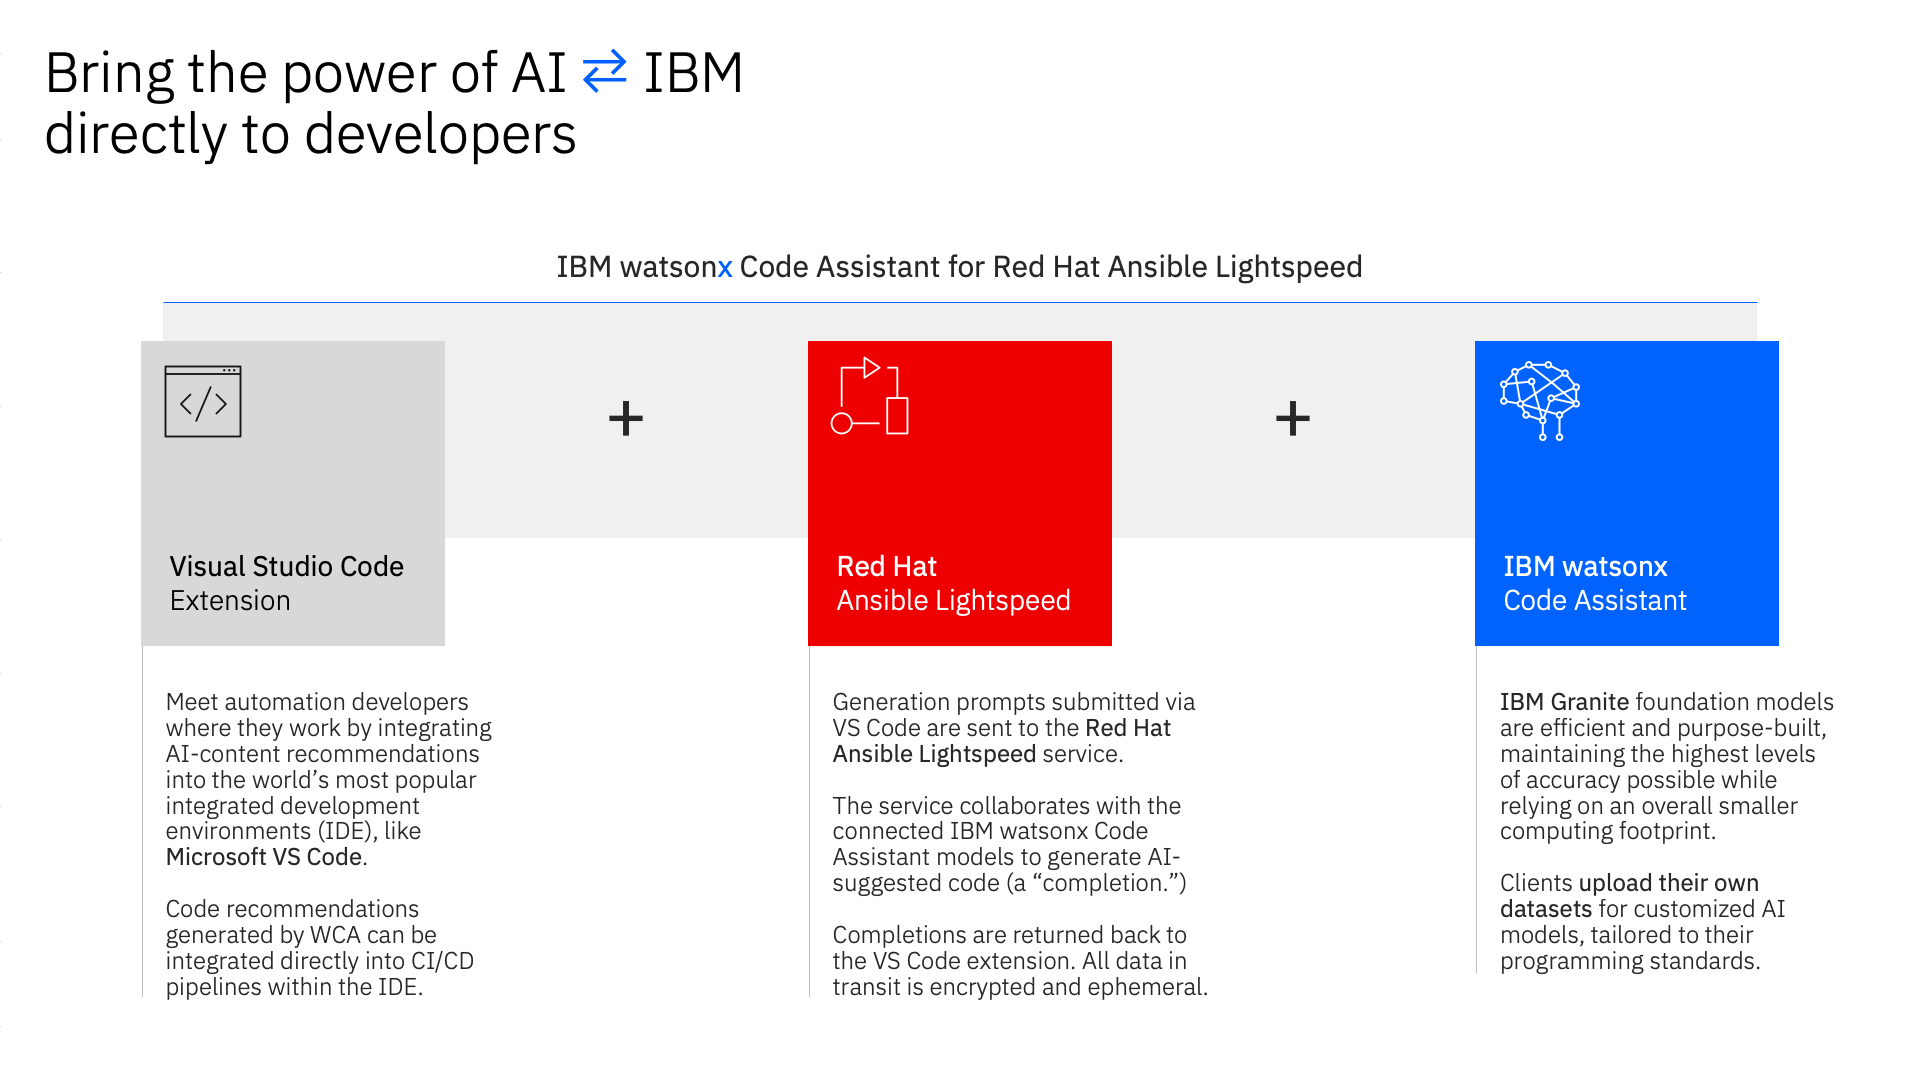 Bring the power of AI ⇄ IBM
directly to developers
IBM watsonx Code Assistant for Red Hat Ansible Lightspeed
</>
+
+
Visual Studio Code
Extension
Red Hat
Ansible Lightspeed
IBM watsonx
Code Assistant
Meet automation developers
where they work by integrating
AI-content recommendations
into the world’s most popular
integrated development
environments (IDE), like
Microsoft VS Code.
Code recommendations
generated by WCA can be
integrated directly into CI/CD
pipelines within the IDE.
Generation prompts submitted via
VS Code are sent to the Red Hat
Ansible Lightspeed service.
The service collaborates with the
connected IBM watsonx Code
Assistant models to generate AI-
suggested code (a “completion.”)
Completions are returned back to
the VS Code extension. All data in
transit is encrypted and ephemeral.
IBM Granite foundation models
are efficient and purpose-built,
maintaining the highest levels
of accuracy possible while
relying on an overall smaller
computing footprint.
Clients upload their own
datasets for customized AI
models, tailored to their
programming standards.